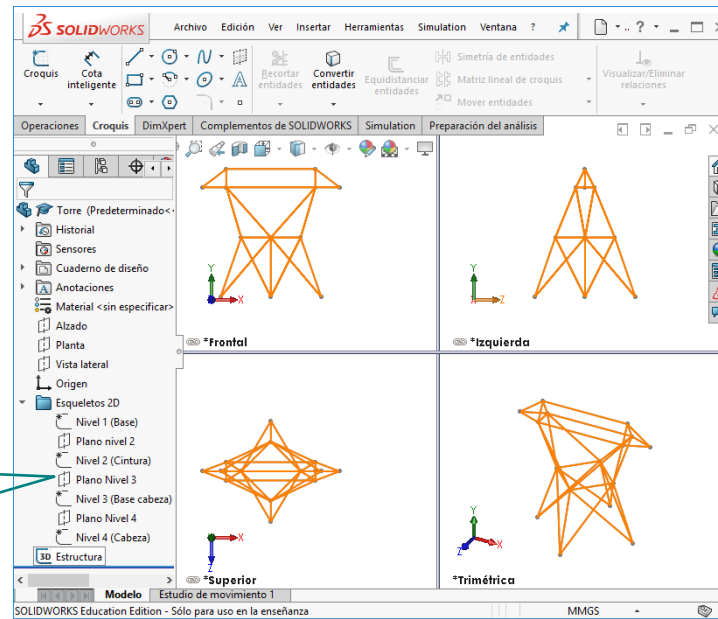 SOLIDWORKS Archivo Edición Ver Insertar Herramientas Simulation Ventana ?
Croquis
Cota inteligente
Recortar entidades
Convertir entidades
Equidistanciar entidades
Simetría de entidades
Matriz lineal de croquis
Mover entidades
Visualizar/Eliminar relaciones
Operaciones Croquis DimXpert Complementos de SOLIDWORKS Simulation Preparación del análisis
Torre (Predeterminado<
Historial
Sensores
Cuaderno de diseño
Anotaciones
Material <sin especificar>
Alzado
Planta
Vista lateral
Origen
Esqueletos 2D
Nivel 1 (Base)
Plano nivel 2
Nivel 2 (Cintura)
Plano Nivel 3
Nivel 3 (Base cabeza)
Plano Nivel 4
Nivel 4 (Cabeza)
3D Estructura
Y
X
*Frontal
Y
Z
*Izquierda
X
Z
*Superior
Y
X
Z
*Trimétrica
Modelo Estudio de movimiento 1
SOLIDWORKS Education Edition - Sólo para uso en la enseñanza MMGS